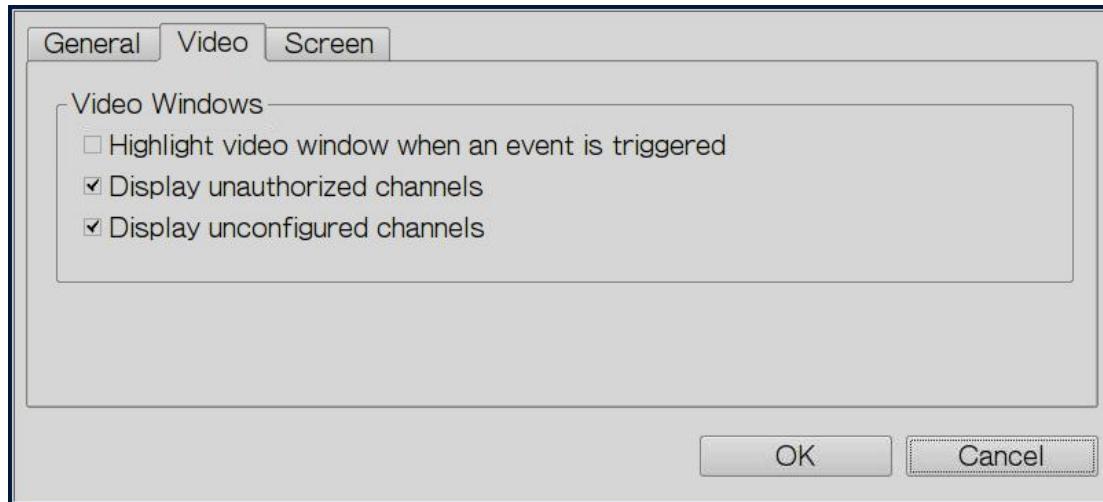 General Video Screen
Video Windows
Highlight video window when an event is triggered
Display unauthorized channels
Display unconfigured channels
OK Cancel